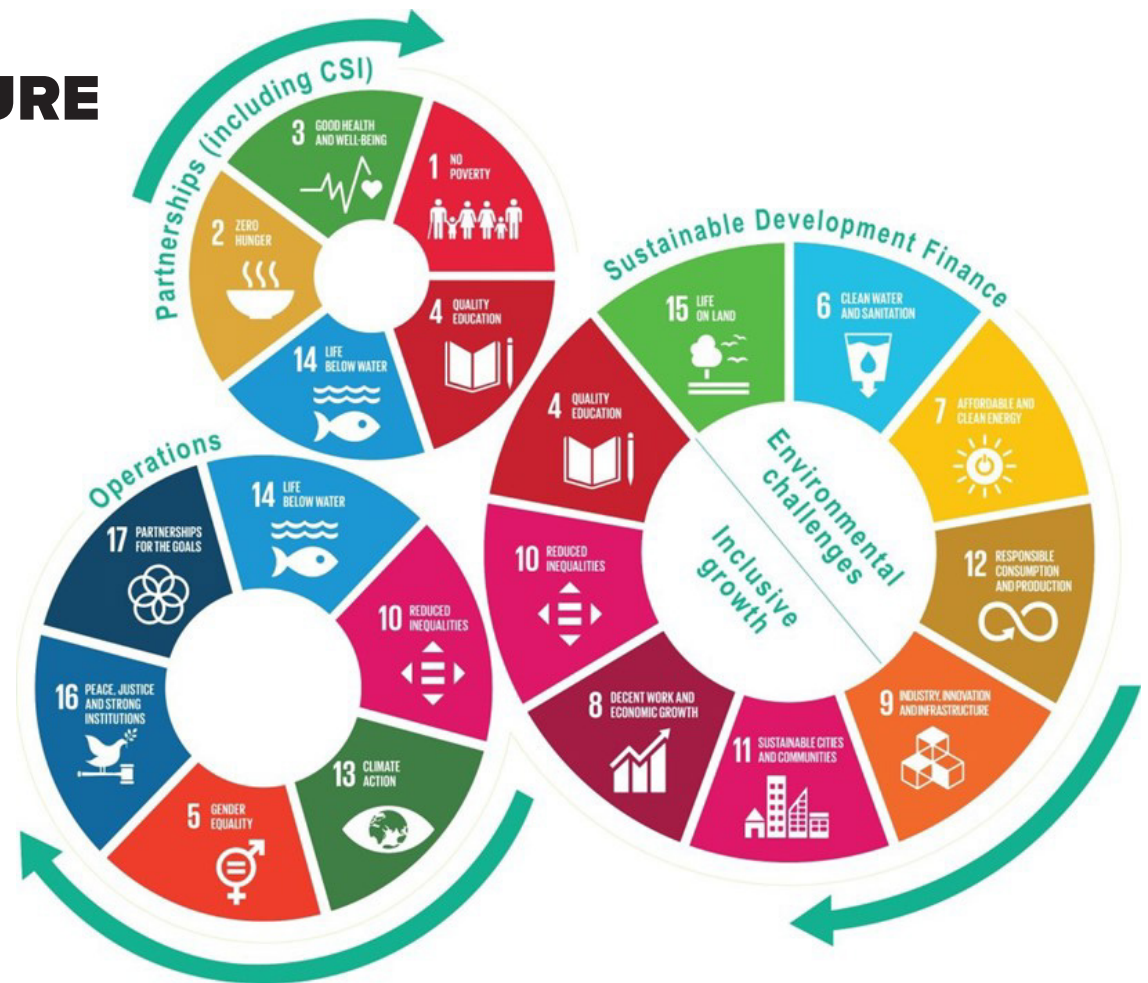 URE
Partnerships (including CSI)
3 GOOD HEALTH
AND WELL-BEING
1 NO
POVERTY
2 ZERO
HUNGER
4 QUALITY
EDUCATION
14 LIFE
BELOW WATER
Sustainable Development Finance
15 LIFE
ON LAND
6 CLEAN WATER
AND SANITATION
4 QUALITY
EDUCATION
7 AFFORDABLE AND
CLEAN ENERGY
Environmental
challenges
Inclusive
growth
10 REDUCED
INEQUALITIES
12 RESPONSIBLE
CONSUMPTION
AND PRODUCTION
8 DECENT WORK AND
ECONOMIC GROWTH
9 INDUSTRY, INNOVATION
AND INFRASTRUCTURE
11 SUSTAINABLE CITIES
AND COMMUNITIES
Operations
14 LIFE
BELOW WATER
17 PARTNERSHIPS
FOR THE GOALS
10 REDUCED
INEQUALITIES
16 PEACE, JUSTICE
AND STRONG
INSTITUTIONS
13 CLIMATE
ACTION
5 GENDER
EQUALITY